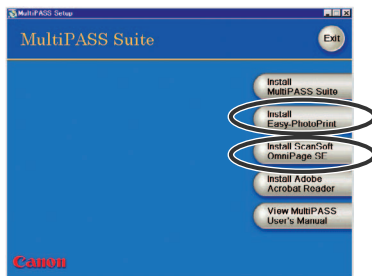 MultiPASS Setup
MultiPASS Suite
Exit
Install
MultiPASS Suite
Install
Easy-PhotoPrint
Install ScanSoft
OmniPage SE
Install Adobe
Acrobat Reader
View MultiPASS
User's Manual
Canon